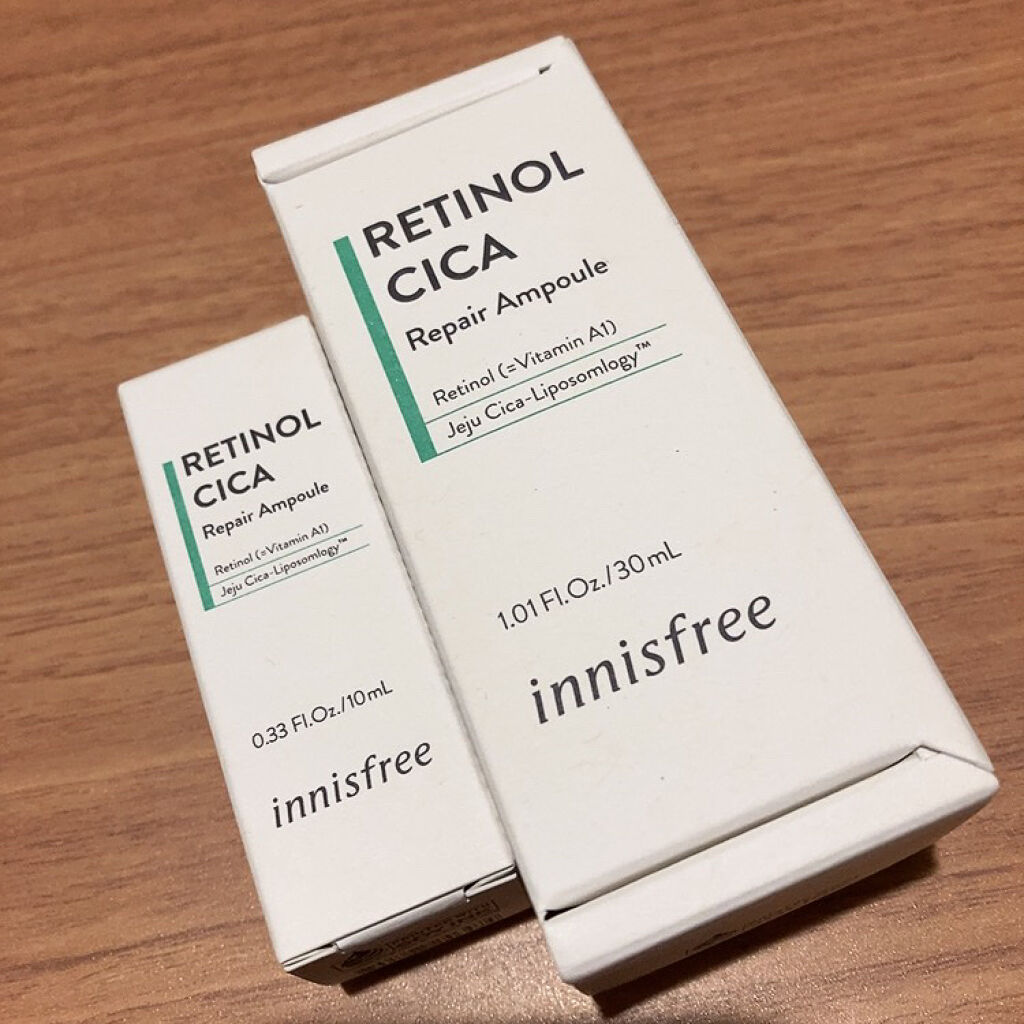 RETINOL
CICA
Repair Ampoule
Retinol (=Vitamin A1)
Jeju Cica-Liposomlogy™
0.33 Fl.Oz./10mL
innisfree
RETINOL
CICA
Repair Ampoule
Retinol (=Vitamin A1)
Jeju Cica-Liposomlogy™
1.01 Fl.Oz./30mL
innisfree